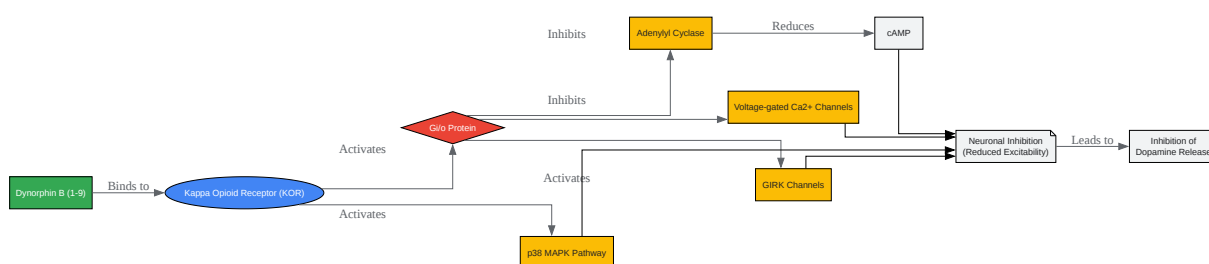 Inhibits
Adenylyl Cyclase
Reduces
cAMP
Inhibits
Voltage-gated Ca2+ Channels
Gi/o Protein
Activates
Neuronal Inhibition
(Reduced Excitability)
Leads to
Inhibition of
Dopamine Release
Dynorphin B (1-9)
Binds to
Kappa Opioid Receptor (KOR)
Activates
GIRK Channels
Activates
p38 MAPK Pathway